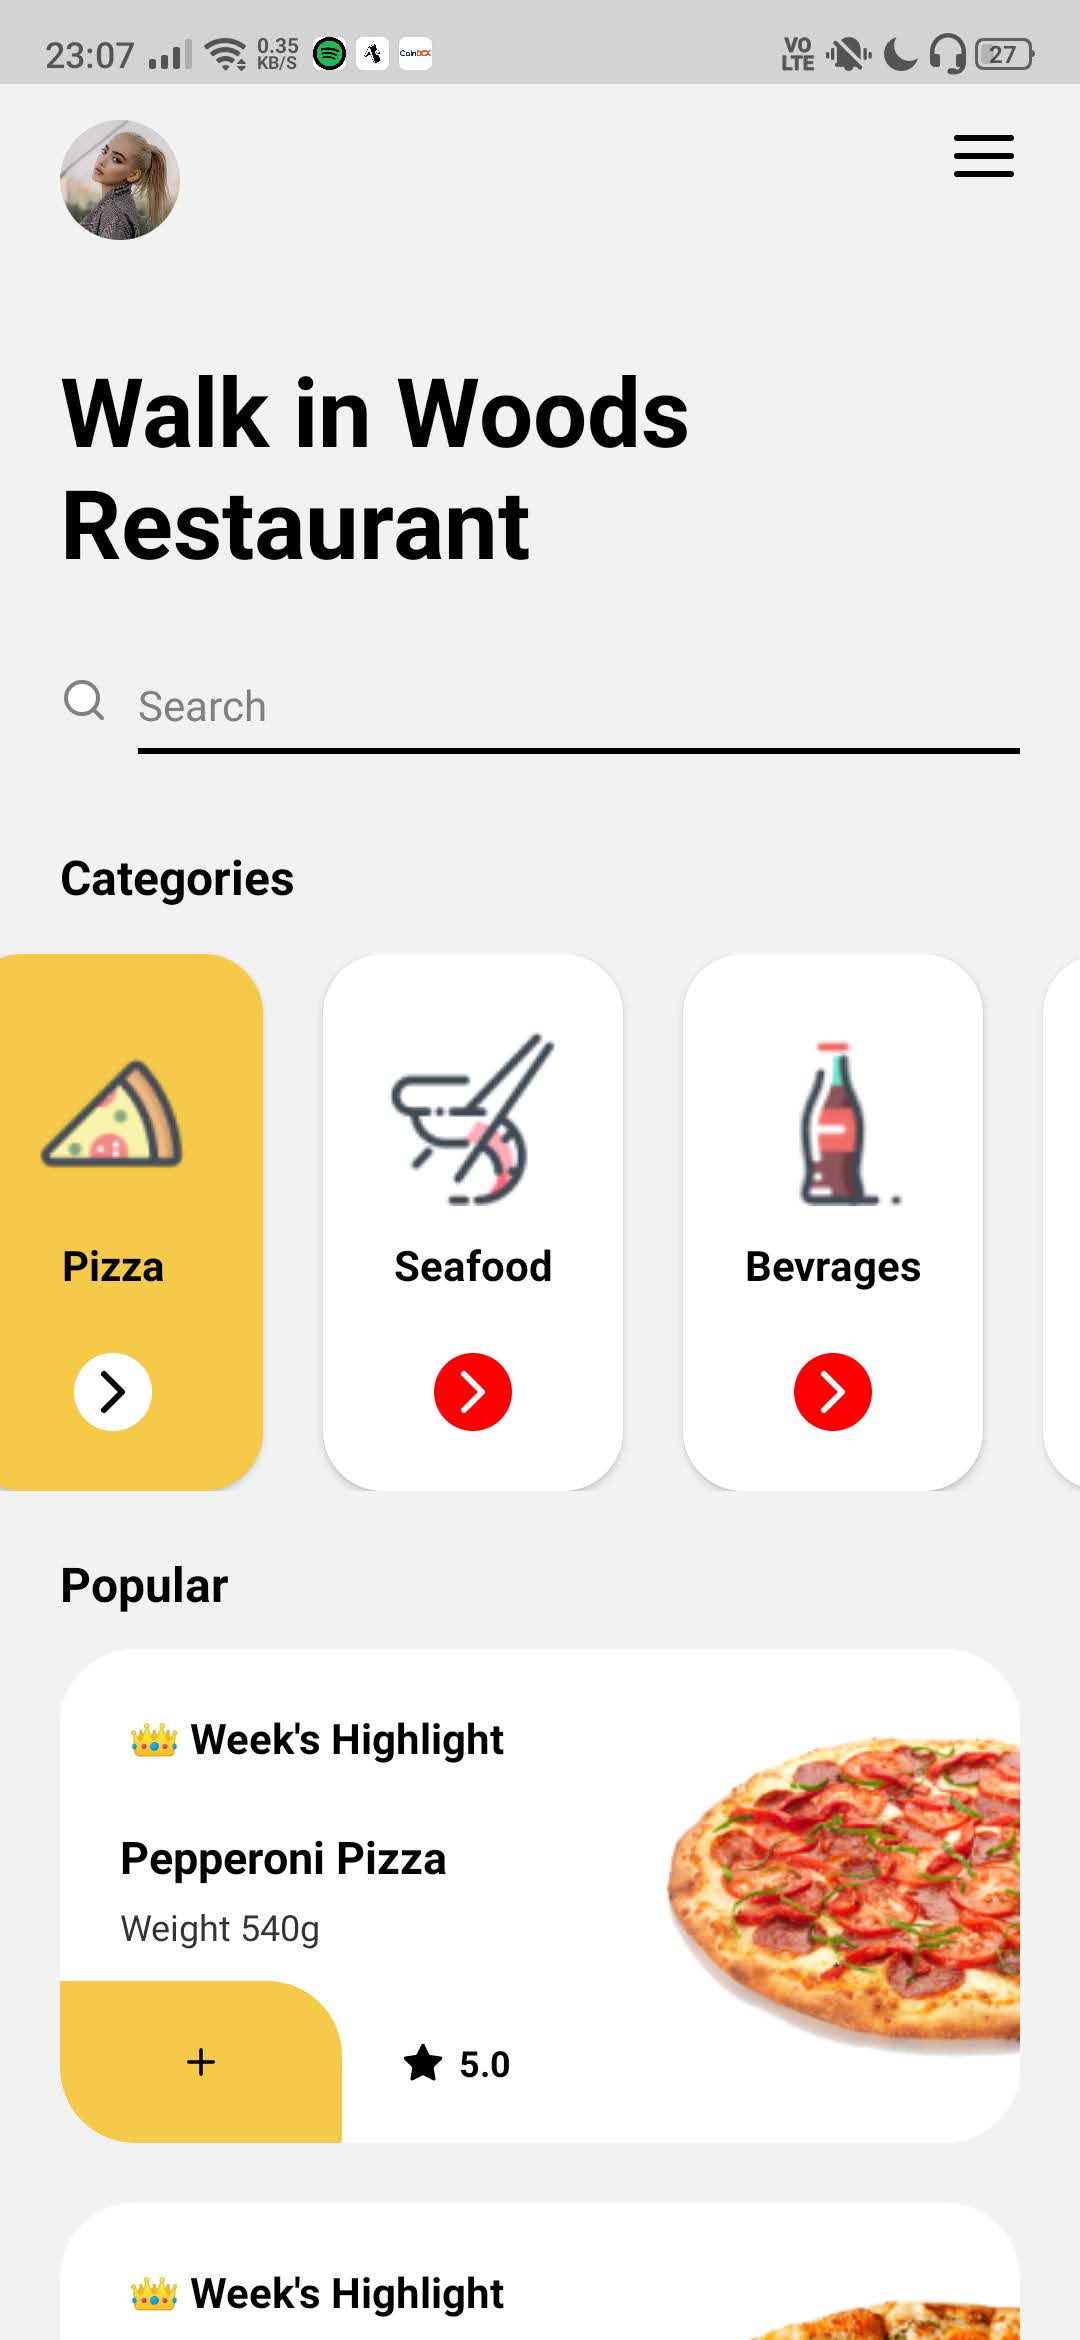 23:07 0.35 KB/S CoinDCX VO LTE 27
Walk in Woods
Restaurant
Search
Categories
Pizza Seafood Bevrages
Popular
👑 Week's Highlight
Pepperoni Pizza
Weight 540g
+ ★ 5.0
👑 Week's Highlight